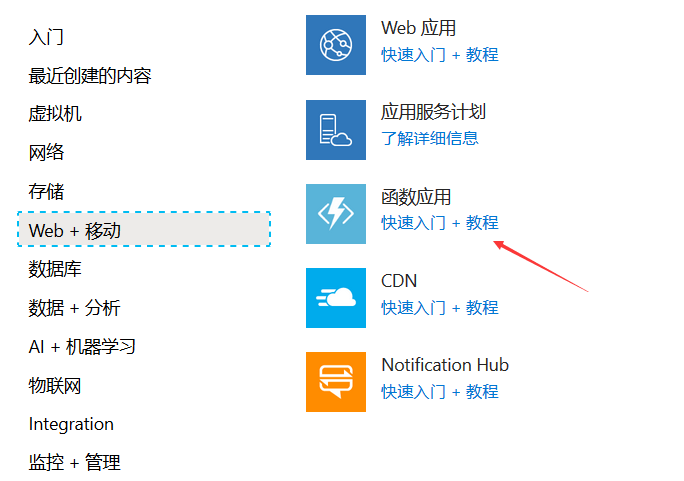 入门
最近创建的内容
虚拟机
网络
存储
Web + 移动
数据库
数据 + 分析
AI + 机器学习
物联网
Integration
监控 + 管理
Web 应用
快速入门 + 教程
应用服务计划
了解详细信息
函数应用
快速入门 + 教程
CDN
快速入门 + 教程
Notification Hub
快速入门 + 教程